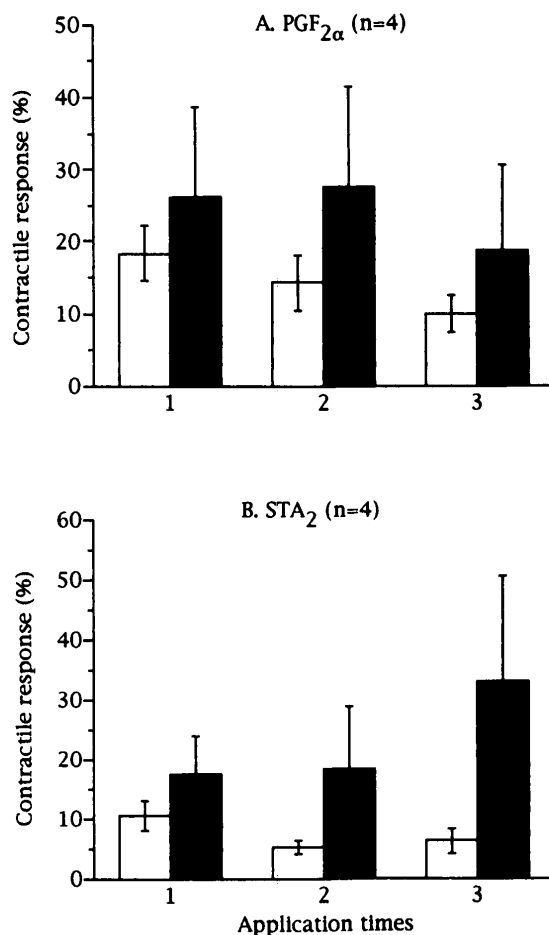 A. PGF2α (n=4)
Contractile response (%)
50
40
30
20
10
0
1 2 3
B. STA2 (n=4)
Contractile response (%)
60
50
40
30
20
10
0
1 2 3
Application times